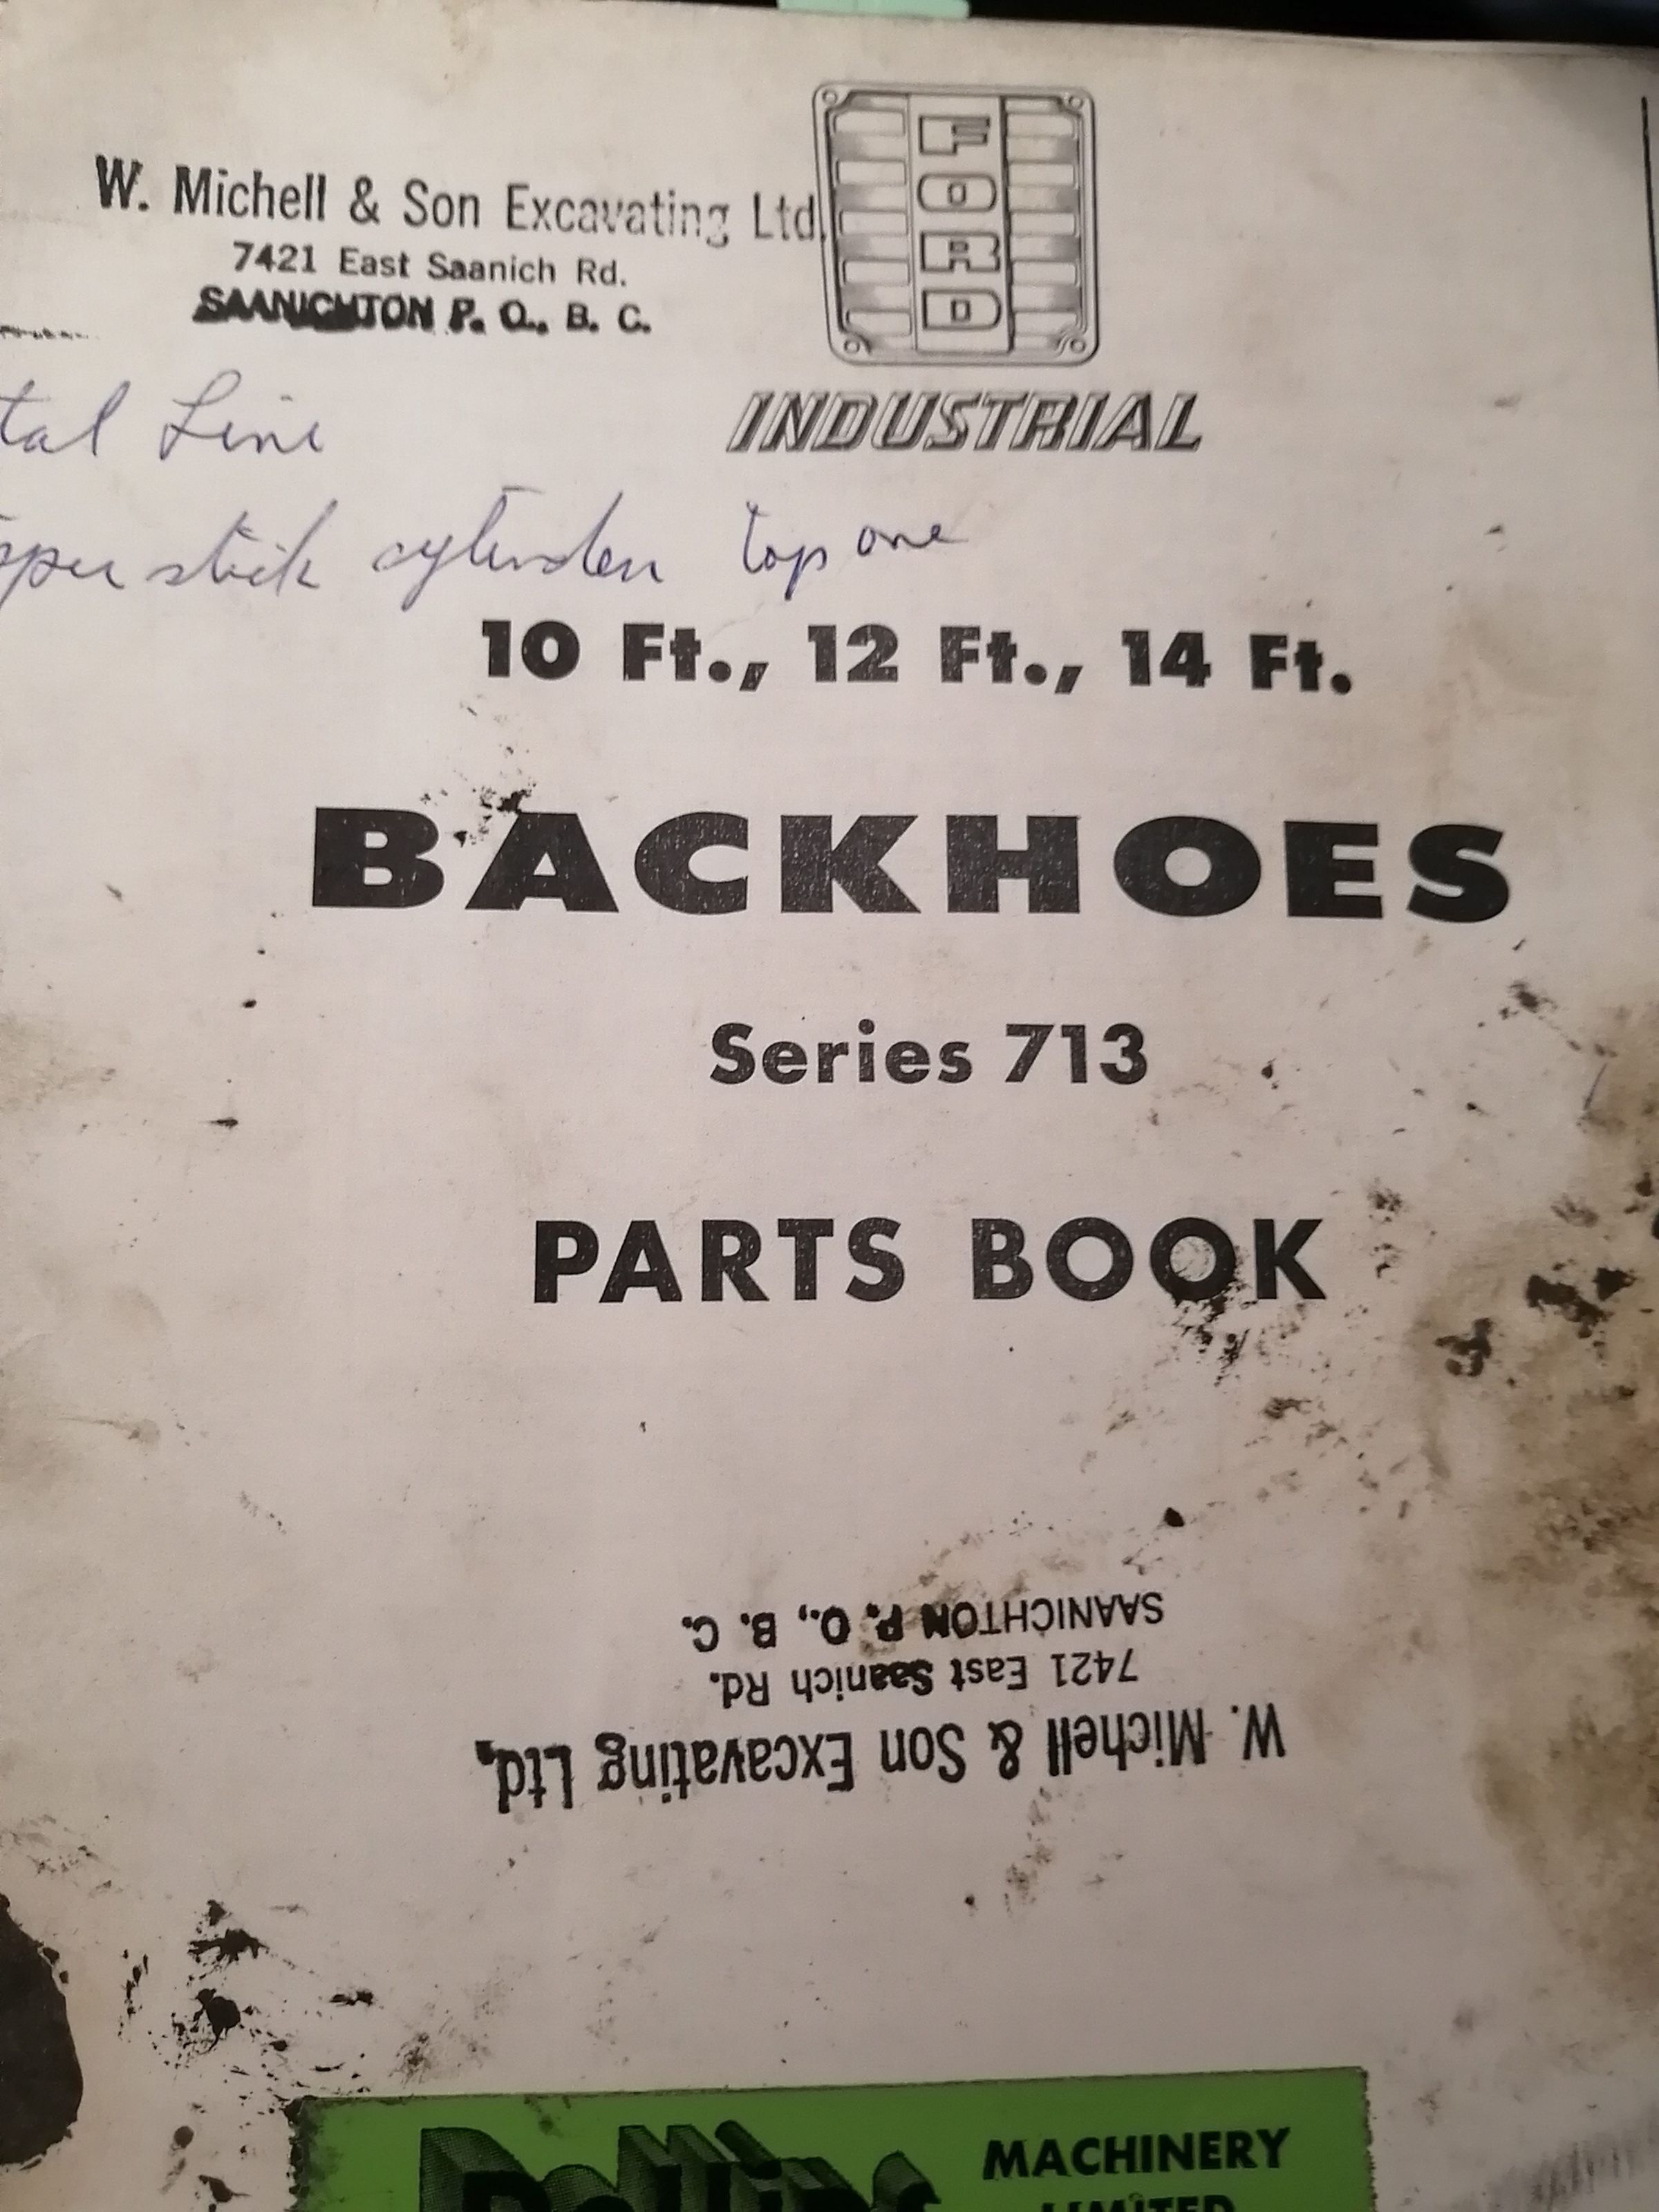 W. Michell & Son Excavating Ltd.
7421 East Saanich Rd.
SAANICHTON P. O., B. C.
FORD
INDUSTRIAL
tal Line
pper stick cylinder top one
10 Ft., 12 Ft., 14 Ft.
BACKHOES
Series 713
PARTS BOOK
W. Michell & Son Excavating Ltd.
7421 East Saanich Rd.
SAANICHTON P. O., B. C.
MACHINERY
LIMITED